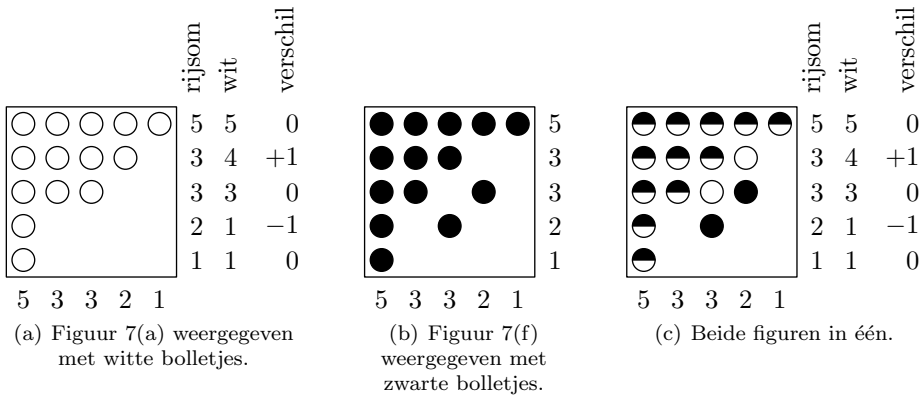 rijsom wit verschil
5 5 0
3 4 +1
3 3 0
2 1 −1
1 1 0
5 3 3 2 1
(a) Figuur 7(a) weergegeven
met witte bolletjes.
5
3
3
2
1
5 3 3 2 1
(b) Figuur 7(f)
weergegeven met
zwarte bolletjes.
rijsom wit verschil
5 5 0
3 4 +1
3 3 0
2 1 −1
1 1 0
5 3 3 2 1
(c) Beide figuren in één.